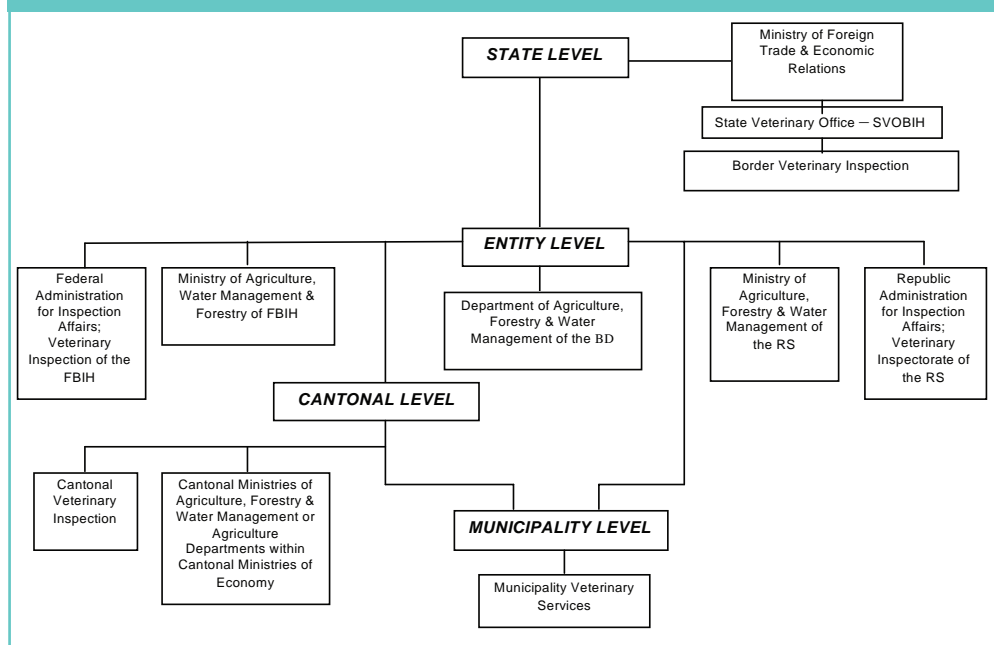 STATE LEVEL
Ministry of Foreign
Trade & Economic
Relations
State Veterinary Office – SVOBIH
Border Veterinary Inspection
ENTITY LEVEL
Federal
Administration
for Inspection
Affairs;
Veterinary
Inspection of the
FBIH
Ministry of Agriculture,
Water Management &
Forestry of FBIH
Department of Agriculture,
Forestry & Water
Management of the BD
Ministry of
Agriculture,
Forestry & Water
Management of
the RS
Republic
Administration
for Inspection
Affairs;
Veterinary
Inspectorate of
the RS
CANTONAL LEVEL
Cantonal
Veterinary
Inspection
Cantonal Ministries of
Agriculture, Forestry &
Water Management or
Agriculture
Departments within
Cantonal Ministries of
Economy
MUNICIPALITY LEVEL
Municipality Veterinary
Services